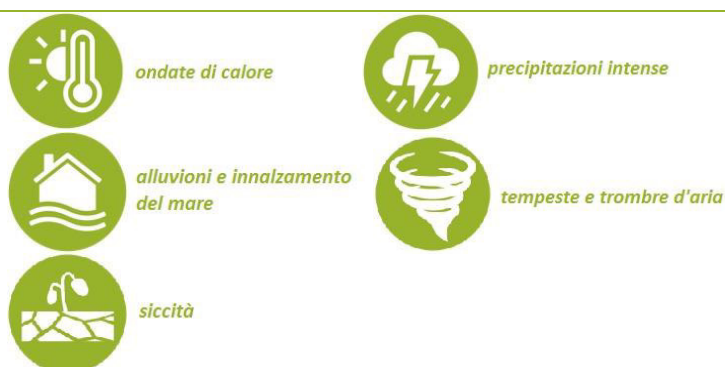 ondate di calore
precipitazioni intense
alluvioni e innalzamento
del mare
tempeste e trombre d'aria
siccità